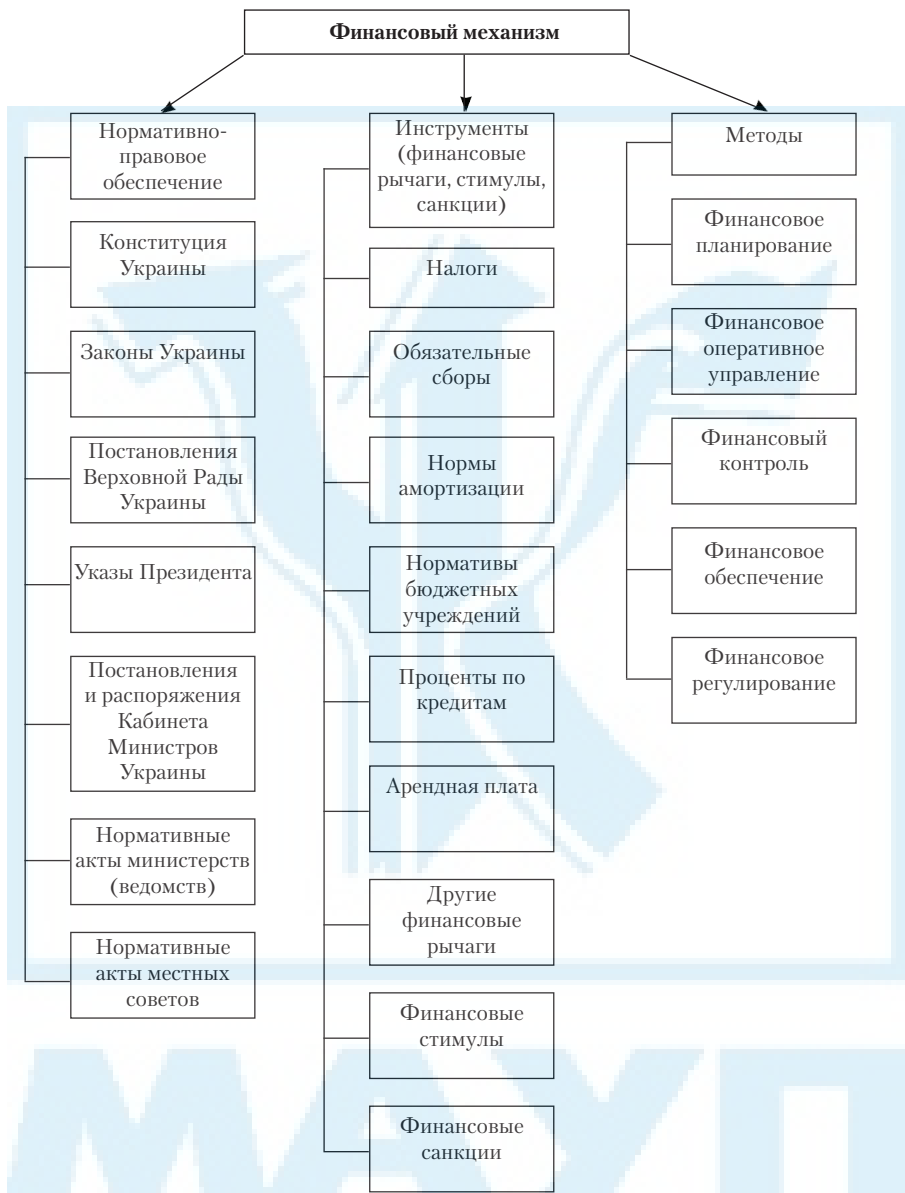 Финансовый механизм
Нормативно-
правовое
обеспечение
Конституция
Украины
Законы Украины
Постановления
Верховной Рады
Украины
Указы Президента
Постановления
и распоряжения
Кабинета
Министров
Украины
Нормативные
акты министерств
(ведомств)
Нормативные
акты местных
советов
Инструменты
(финансовые
рычаги, стимулы,
санкции)
Налоги
Обязательные
сборы
Нормы
амортизации
Нормативы
бюджетных
учреждений
Проценты по
кредитам
Арендная плата
Другие
финансовые
рычаги
Финансовые
стимулы
Финансовые
санкции
Методы
Финансовое
планирование
Финансовое
оперативное
управление
Финансовый
контроль
Финансовое
обеспечение
Финансовое
регулирование
МАУП